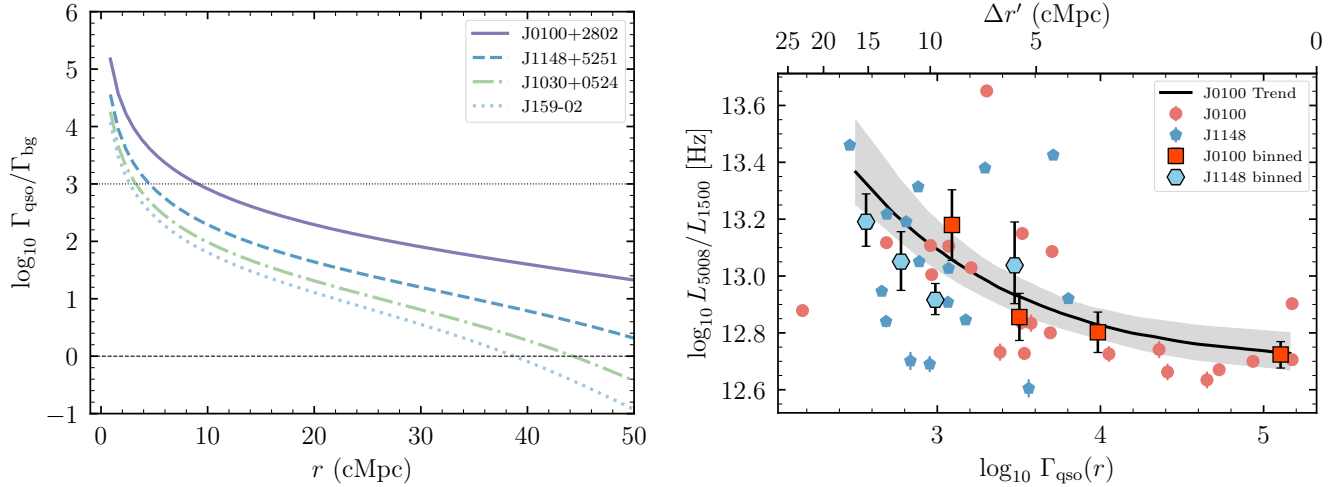 6
5
4
3
2
1
0
−1
log₁₀ Γqso/Γbg
0 10 20 30 40 50
r (cMpc)
J0100+2802
J1148+5251
J1030+0524
J159-02
Δr′ (cMpc)
25 20 15 10 5 0
13.6
13.4
13.2
13.0
12.8
12.6
log₁₀ L₅₀₀₈/L₁₅₀₀ [Hz]
J0100 Trend
J0100
J1148
J0100 binned
J1148 binned
3 4 5
log₁₀ Γqso(r)